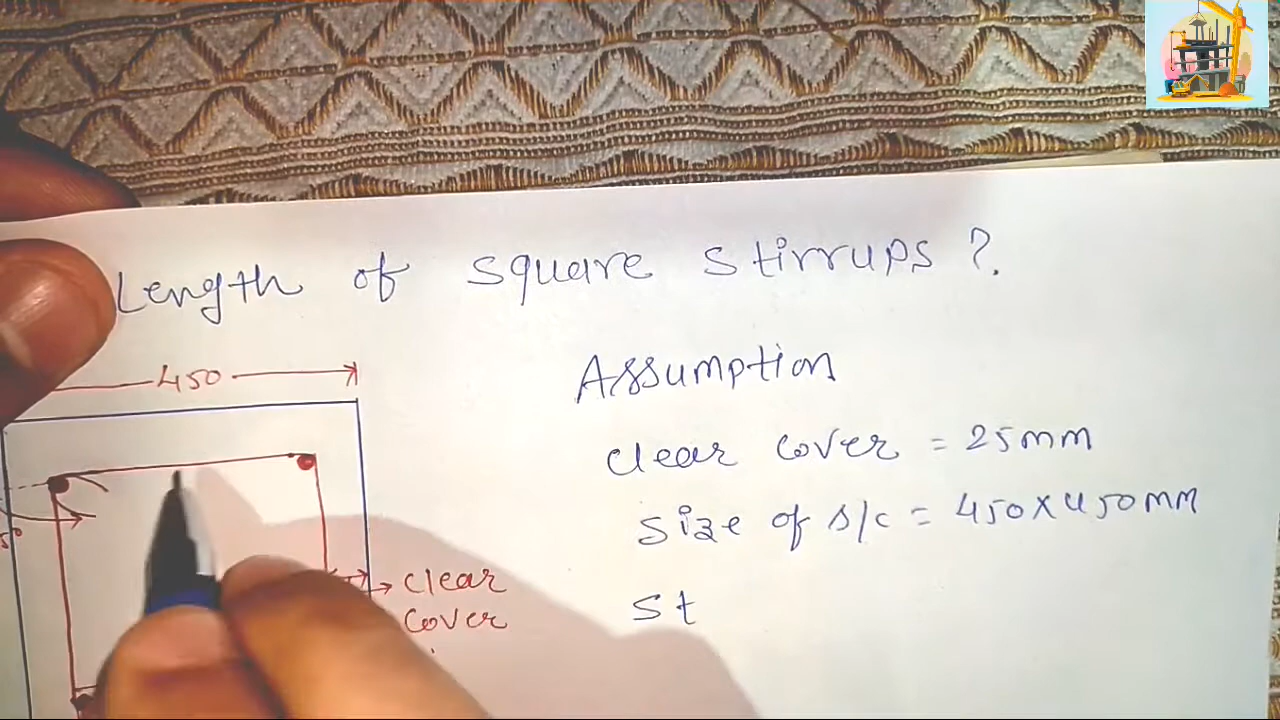 Length of square stirrups ?.
450
Assumption
clear cover = 25mm
size of s/c = 450x450mm
clear
cover
st